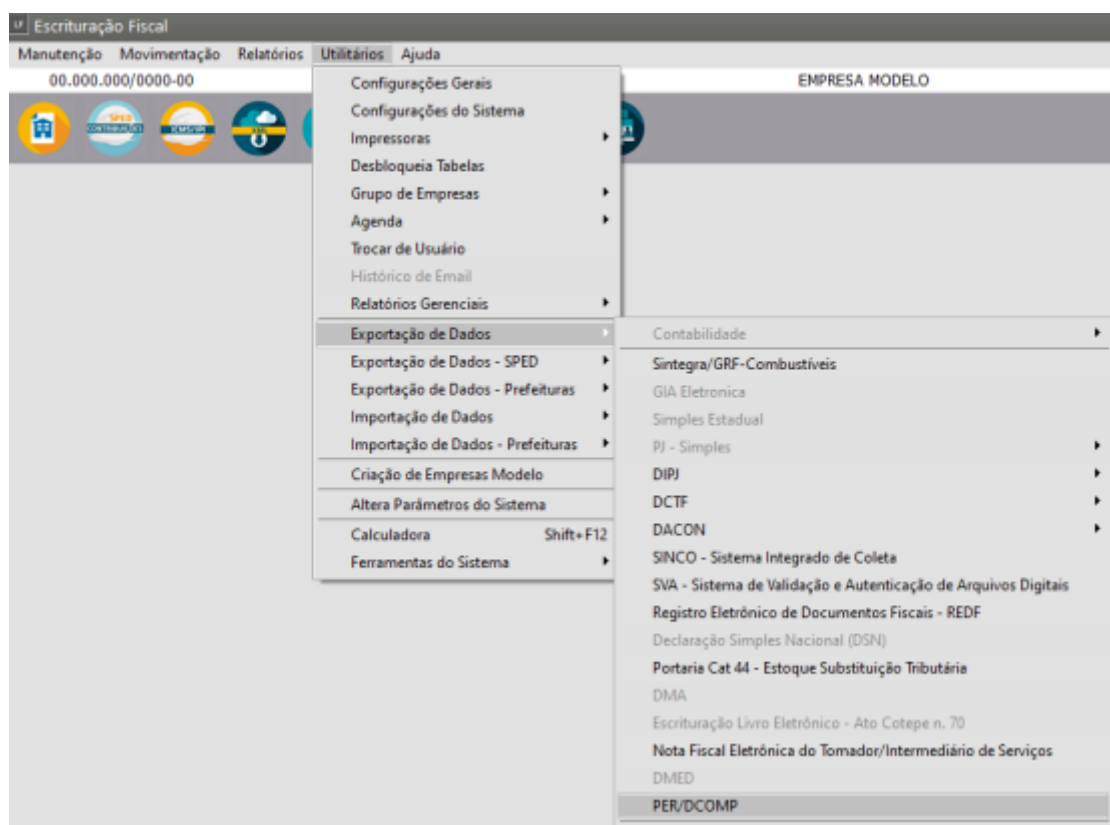 Escrituração Fiscal
Manutenção Movimentação Relatórios Utilitários Ajuda
00.000.000/0000-00 EMPRESA MODELO
SPED
CONTRIBUIÇÕES
ICMS/IPI
XML
Configurações Gerais
Configurações do Sistema
Impressoras
Desbloqueia Tabelas
Grupo de Empresas
Agenda
Trocar de Usuário
Histórico de Email
Relatórios Gerenciais
Exportação de Dados
Exportação de Dados - SPED
Exportação de Dados - Prefeituras
Importação de Dados
Importação de Dados - Prefeituras
Criação de Empresas Modelo
Altera Parâmetros do Sistema
Calculadora Shift+F12
Ferramentas do Sistema
Contabilidade
Sintegra/GRF-Combustíveis
GIA Eletronica
Simples Estadual
PJ - Simples
DIPJ
DCTF
DACON
SINCO - Sistema Integrado de Coleta
SVA - Sistema de Validação e Autenticação de Arquivos Digitais
Registro Eletrônico de Documentos Fiscais - REDF
Declaração Simples Nacional (DSN)
Portaria Cat 44 - Estoque Substituição Tributária
DMA
Escrituração Livro Eletrônico - Ato Cotepe n. 70
Nota Fiscal Eletrônica do Tomador/Intermediário de Serviços
DMED
PER/DCOMP